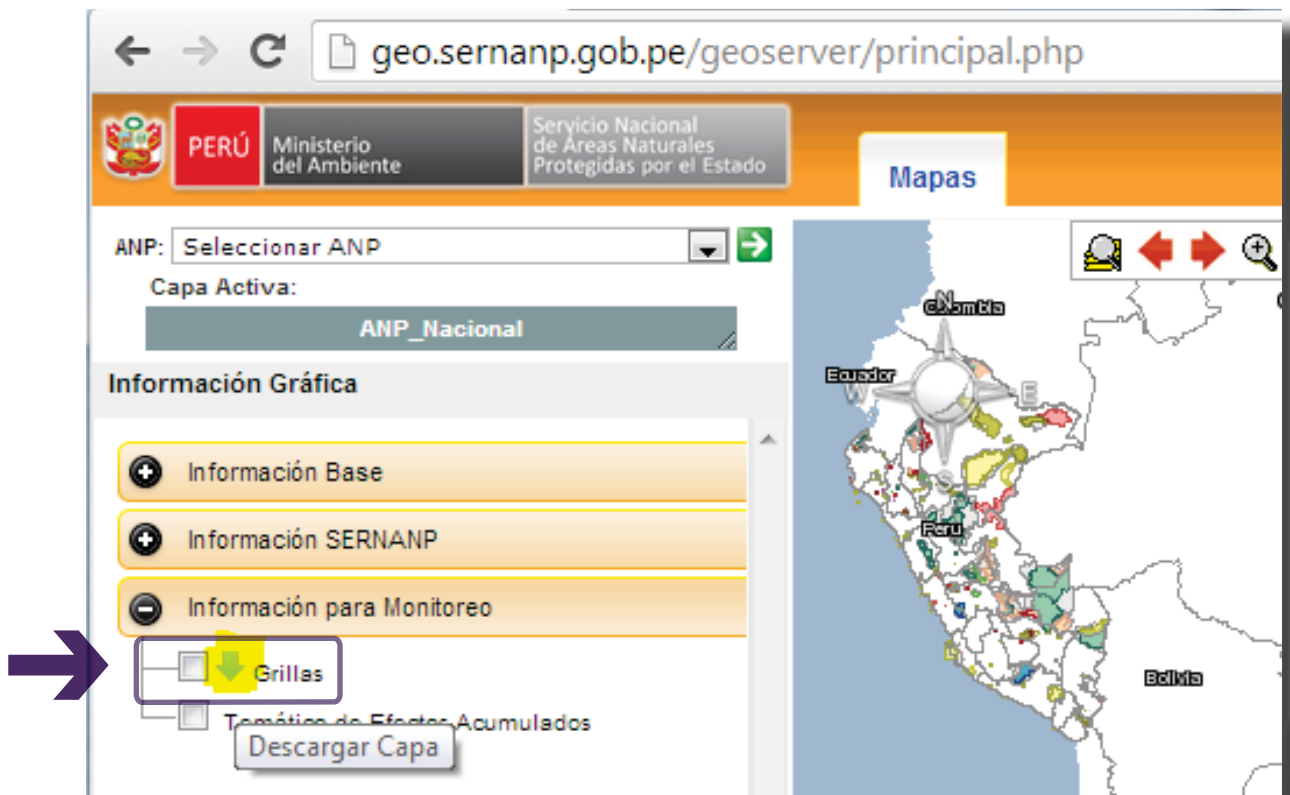 geo.sernanp.gob.pe/geoserver/principal.php
PERÚ
Ministerio
del Ambiente
Servicio Nacional
de Áreas Naturales
Protegidas por el Estado
Mapas
ANP: Seleccionar ANP
Capa Activa:
ANP_Nacional
Información Gráfica
Información Base
Información SERNANP
Información para Monitoreo
Grillas
Temático de Efectos Acumulados
Descargar Capa
N
Colombia
Ecuador
W
E
S
Peru
Bolivia